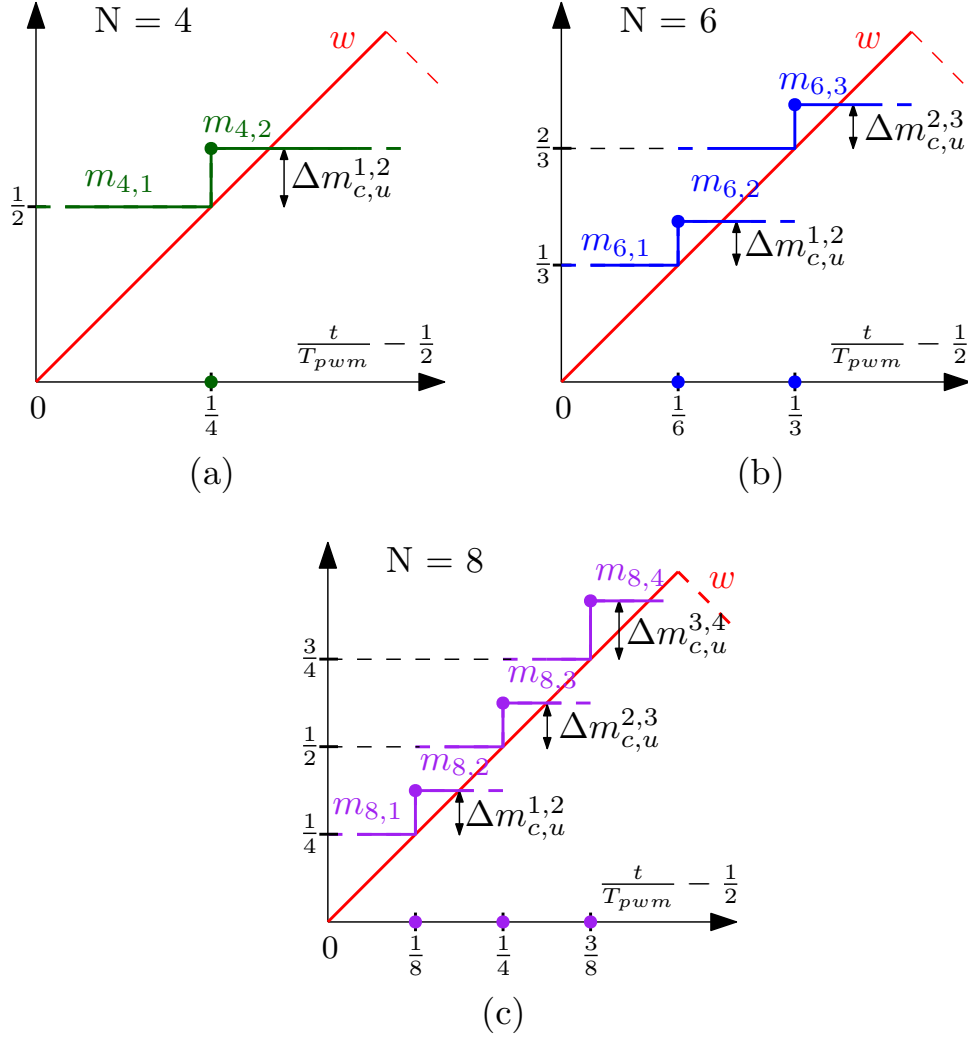 N = 4
w
m_{4,2}
m_{4,1}
Δm_{c,u}^{1,2}
1/2
t/T_{pwm} − 1/2
0
1/4
(a)
N = 6
w
m_{6,3}
Δm_{c,u}^{2,3}
2/3
m_{6,2}
m_{6,1}
Δm_{c,u}^{1,2}
1/3
t/T_{pwm} − 1/2
0
1/6
1/3
(b)
N = 8
m_{8,4}
w
Δm_{c,u}^{3,4}
3/4
m_{8,3}
Δm_{c,u}^{2,3}
1/2
m_{8,2}
m_{8,1}
Δm_{c,u}^{1,2}
1/4
t/T_{pwm} − 1/2
0
1/8
1/4
3/8
(c)